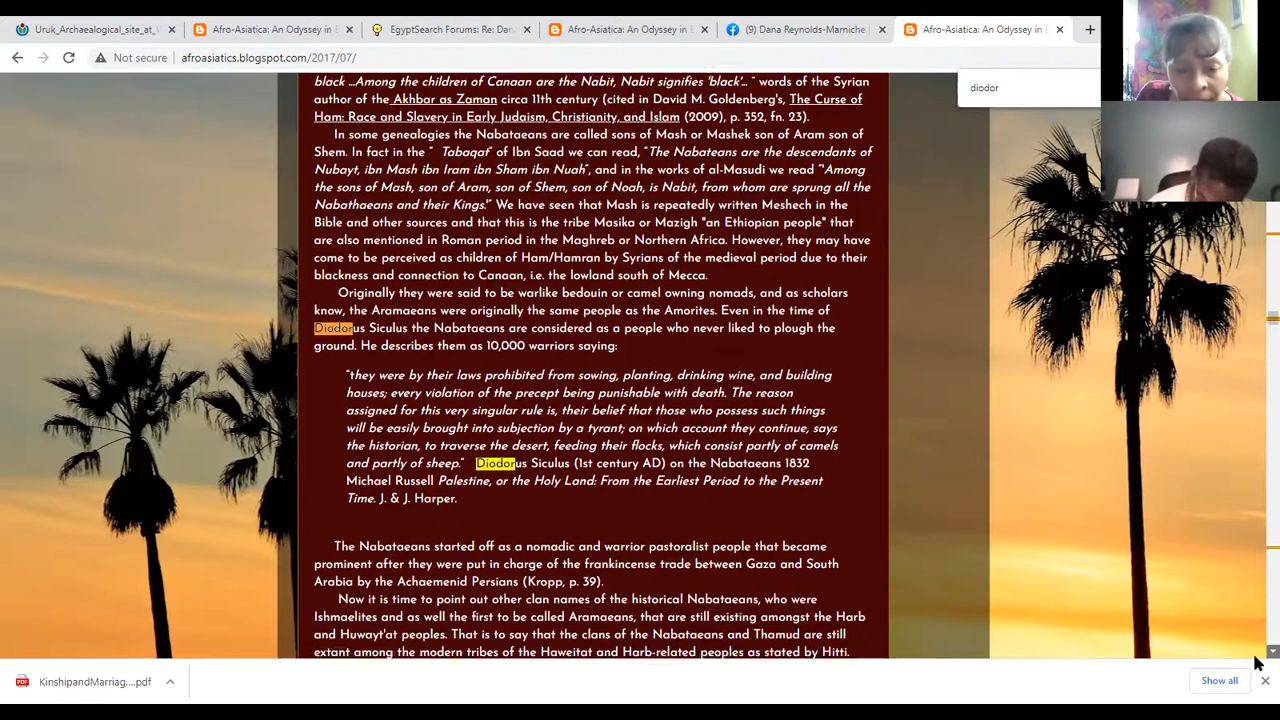 Uruk_Archaealogical_site_at_W
Afro-Asiatica: An Odyssey in B
EgyptSearch Forums: Re: Dar
Afro-Asiatica: An Odyssey in B
(9) Dana Reynolds-Marniche |
Afro-Asiatica: An Odyssey in B
Not secure | afroasiatics.blogspot.com/2017/07/
diodor
black ...Among the children of Canaan are the Nabit, Nabit signifies 'black'..." words of the Syrian
author of the Akhbar as Zaman circa 11th century (cited in David M. Goldenberg's, The Curse of
Ham: Race and Slavery in Early Judaism, Christianity, and Islam (2009), p. 352, fn. 23).
In some genealogies the Nabataeans are called sons of Mash or Mashek son of Aram son of
Shem. In fact in the " Tabaqat" of Ibn Saad we can read, "The Nabateans are the descendants of
Nubayt, ibn Mash ibn Iram ibn Sham ibn Nuah", and in the works of al-Masudi we read "'Among
the sons of Mash, son of Aram, son of Shem, son of Noah, is Nabit, from whom are sprung all the
Nabathaeans and their Kings.'" We have seen that Mash is repeatedly written Meshech in the
Bible and other sources and that this is the tribe Masika or Mazigh "an Ethiopian people" that
are also mentioned in Roman period in the Maghreb or Northern Africa. However, they may have
come to be perceived as children of Ham/Hamran by Syrians of the medieval period due to their
blackness and connection to Canaan, i.e. the lowland south of Mecca.
Originally they were said to be warlike bedouin or camel owning nomads, and as scholars
know, the Aramaeans were originally the same people as the Amorites. Even in the time of
Diodorus Siculus the Nabataeans are considered as a people who never liked to plough the
ground. He describes them as 10,000 warriors saying:
"they were by their laws prohibited from sowing, planting, drinking wine, and building
houses; every violation of the precept being punishable with death. The reason
assigned for this very singular rule is, their belief that those who possess such things
will be easily brought into subjection by a tyrant; on which account they continue, says
the historian, to traverse the desert, feeding their flocks, which consist partly of camels
and partly of sheep." Diodorus Siculus (1st century AD) on the Nabataeans 1832
Michael Russell Palestine, or the Holy Land: From the Earliest Period to the Present
Time. J. & J. Harper.
The Nabataeans started off as a nomadic and warrior pastoralist people that became
prominent after they were put in charge of the frankincense trade between Gaza and South
Arabia by the Achaemenid Persians (Kropp, p. 39).
Now it is time to point out other clan names of the historical Nabataeans, who were
Ishmaelites and as well the first to be called Aramaeans, that are still existing amongst the Harb
and Huwayt'at peoples. That is to say that the clans of the Nabataeans and Thamud are still
extant among the modern tribes of the Haweitat and Harb-related peoples as stated by Hitti.
KinshipandMarriag....pdf
Show all